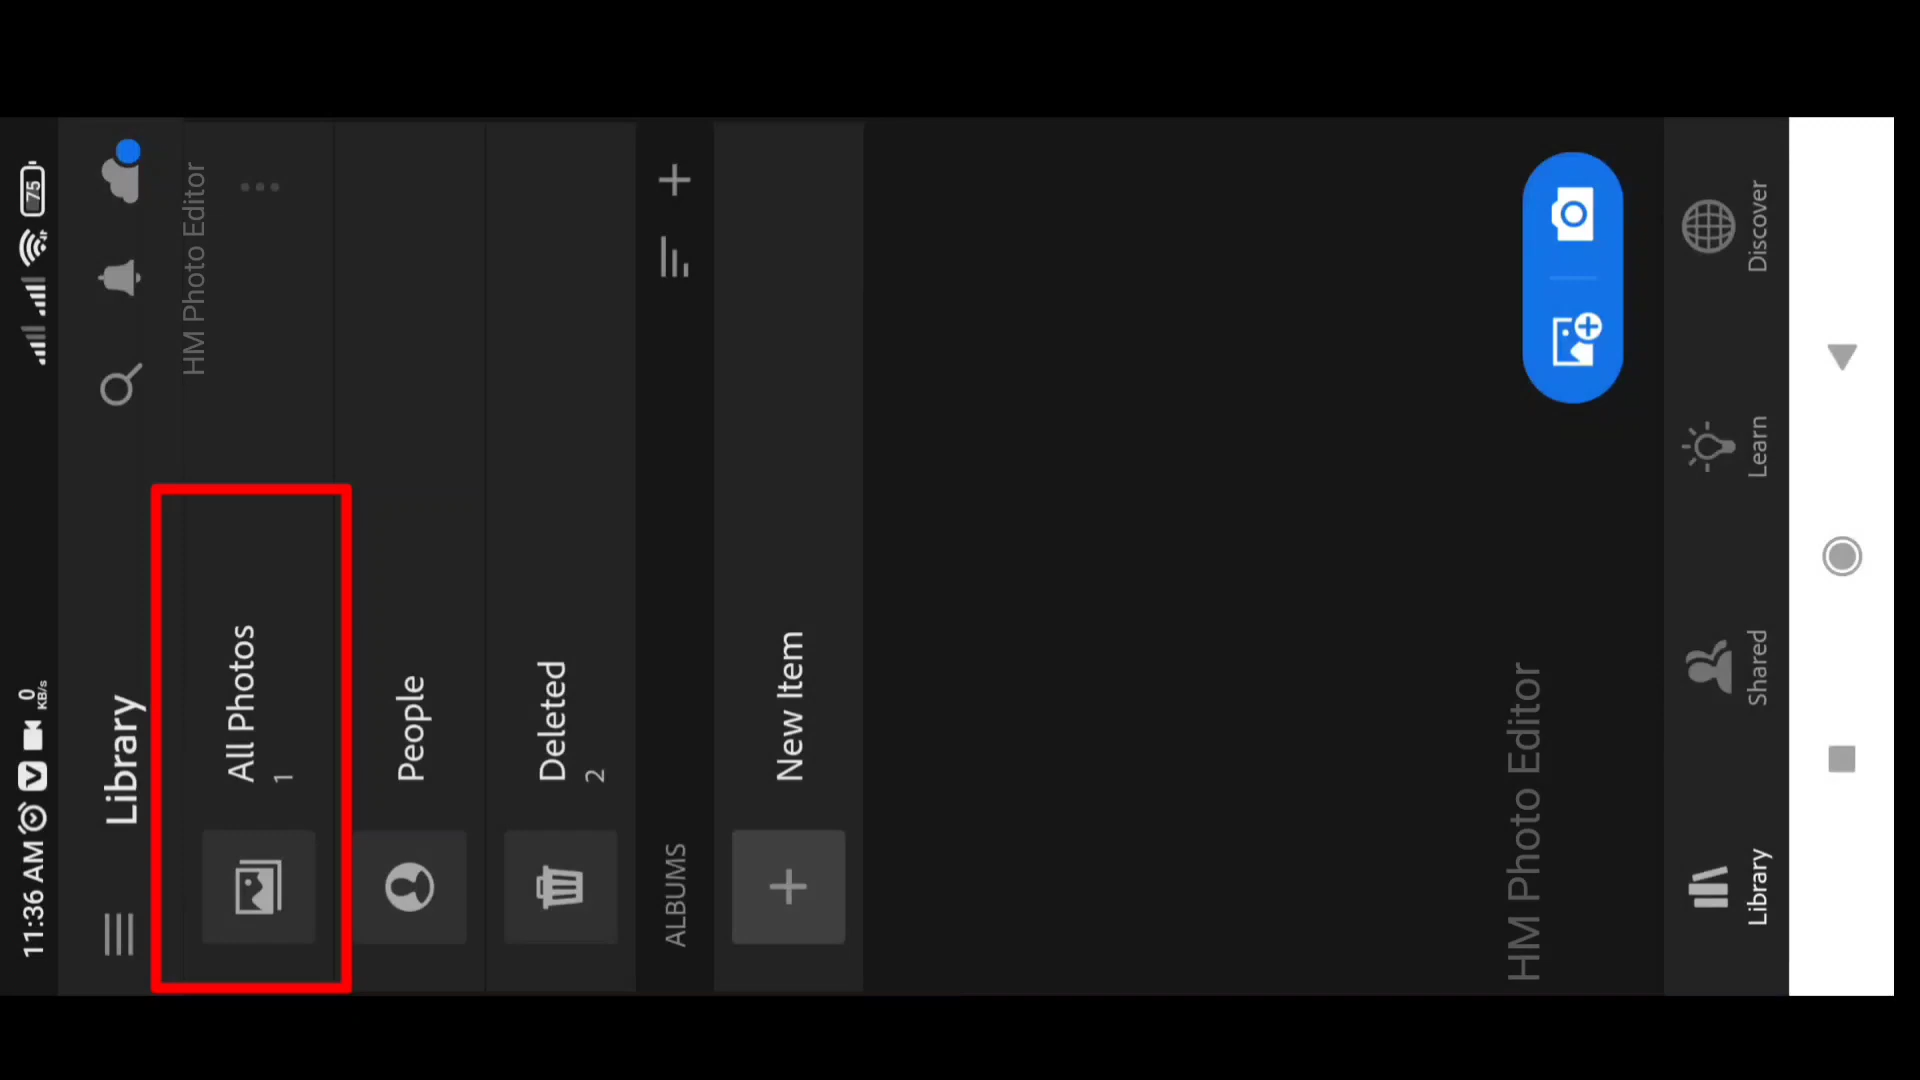 11:36 AM V 0 KB/s 75
Library
HM Photo Editor
All Photos
1
People
Deleted
2
ALBUMS
New Item
HM Photo Editor
Library
Shared
Learn
Discover